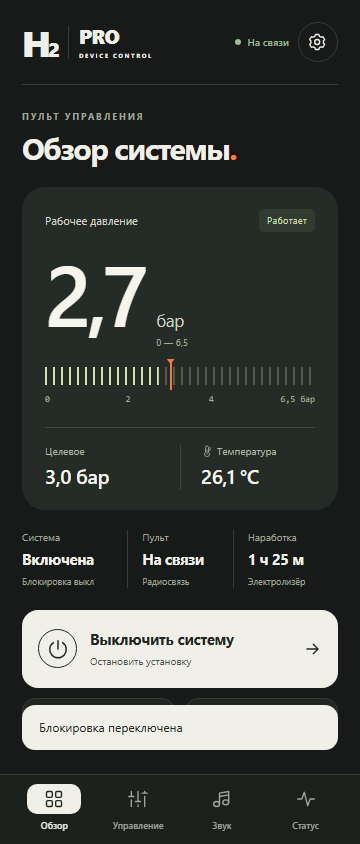 H2 PRO
DEVICE CONTROL
На связи
ПУЛЬТ УПРАВЛЕНИЯ
Обзор системы.
Рабочее давление
Работает
2,7 бар
0 — 6,5
0 2 4 6,5 бар
Целевое
3,0 бар
Температура
26,1 °C
Система
Включена
Блокировка выкл
Пульт
На связи
Радиосвязь
Наработка
1 ч 25 м
Электролізёр
Выключить систему
Остановить установку
Блокировка переключена
Обзор
Управление
Звук
Статус